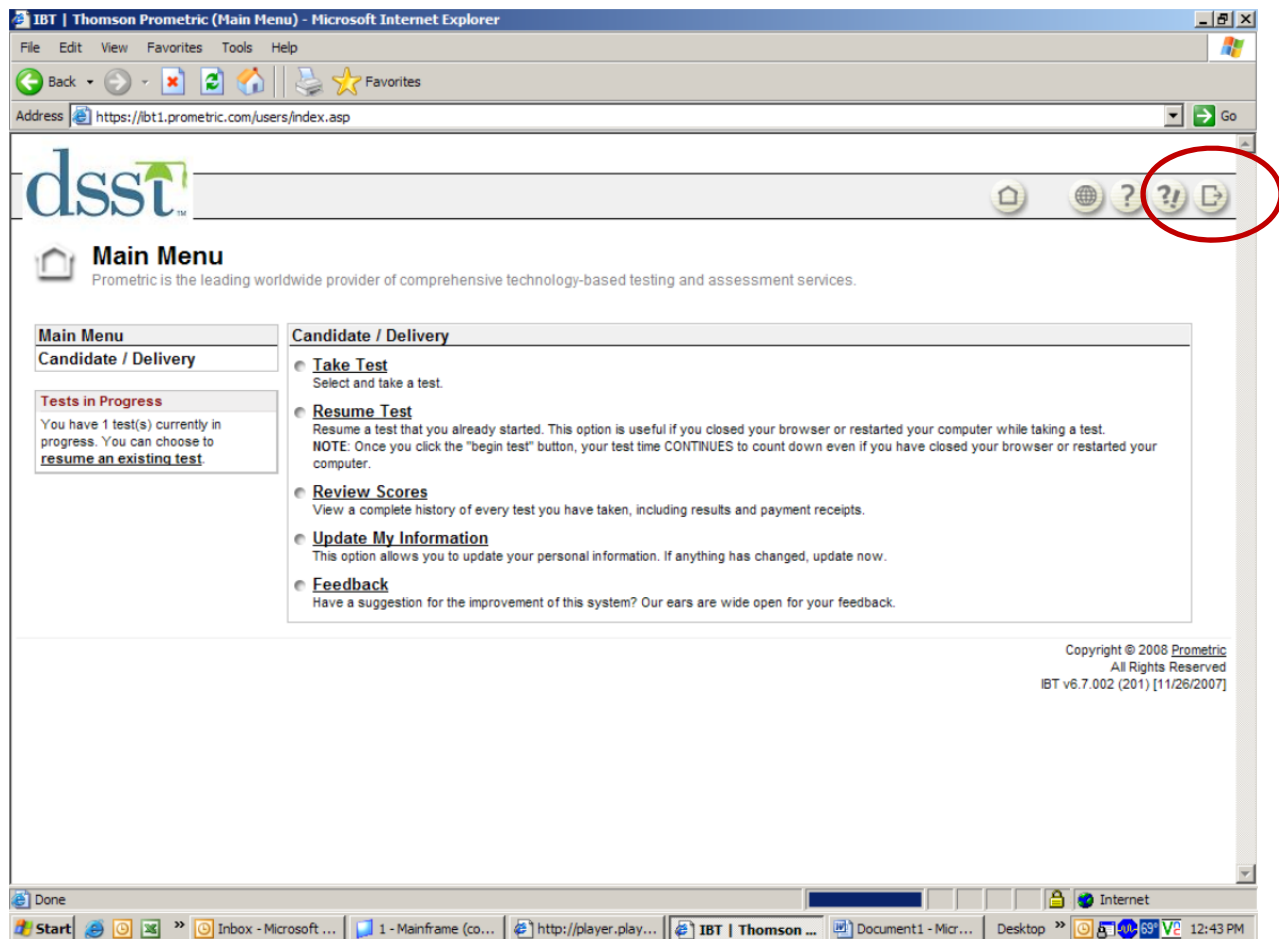 IBT | Thomson Prometric (Main Menu) - Microsoft Internet Explorer
File Edit View Favorites Tools Help
Back Favorites
Address https://ibt1.prometric.com/users/index.asp Go
dsst™
? ?!
Main Menu
Prometric is the leading worldwide provider of comprehensive technology-based testing and assessment services.
Main Menu
Candidate / Delivery
Tests in Progress
You have 1 test(s) currently in
progress. You can choose to
resume an existing test.
Candidate / Delivery
Take Test
Select and take a test.
Resume Test
Resume a test that you already started. This option is useful if you closed your browser or restarted your computer while taking a test.
NOTE: Once you click the "begin test" button, your test time CONTINUES to count down even if you have closed your browser or restarted your
computer.
Review Scores
View a complete history of every test you have taken, including results and payment receipts.
Update My Information
This option allows you to update your personal information. If anything has changed, update now.
Feedback
Have a suggestion for the improvement of this system? Our ears are wide open for your feedback.
Copyright © 2008 Prometric
All Rights Reserved
IBT v6.7.002 (201) [11/26/2007]
Done Internet
Start » Inbox - Microsoft ... 1 - Mainframe (co... http://player.play... IBT | Thomson ... Document1 - Micr... Desktop » 69° V2 12:43 PM